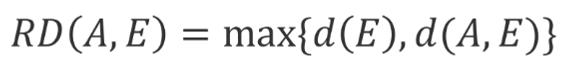 RD(A, E) = max{d(E), d(A, E)}